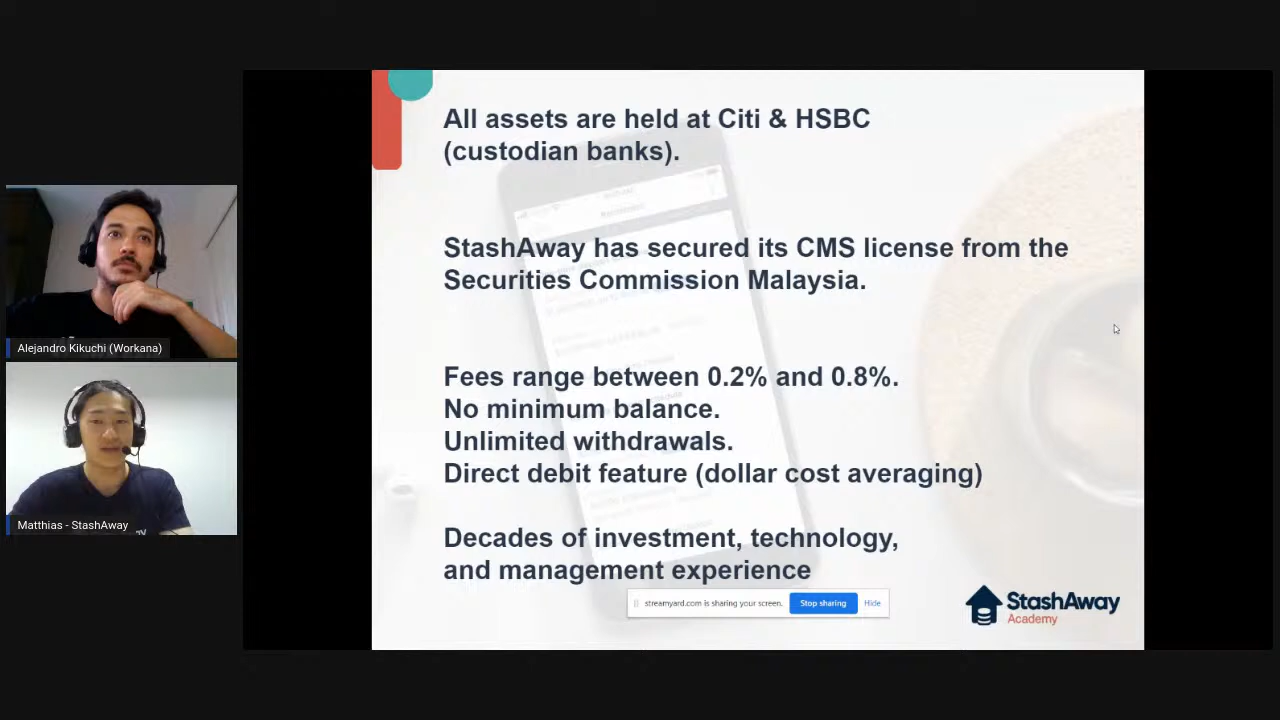 All assets are held at Citi & HSBC
(custodian banks).
StashAway has secured its CMS license from the
Securities Commission Malaysia.
Fees range between 0.2% and 0.8%.
No minimum balance.
Unlimited withdrawals.
Direct debit feature (dollar cost averaging)
Decades of investment, technology,
and management experience
streamyard.com is sharing your screen. Stop sharing Hide
StashAway
Academy
Alejandro Kikuchi (Workana)
Matthias - StashAway